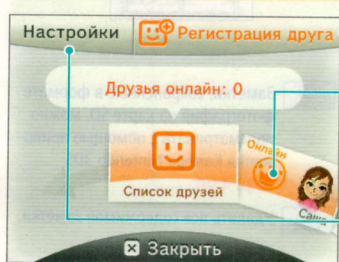 Настройки
Регистрация друга
Друзья онлайн: 0
Список друзей
Онлайн
Саша
Закрыть